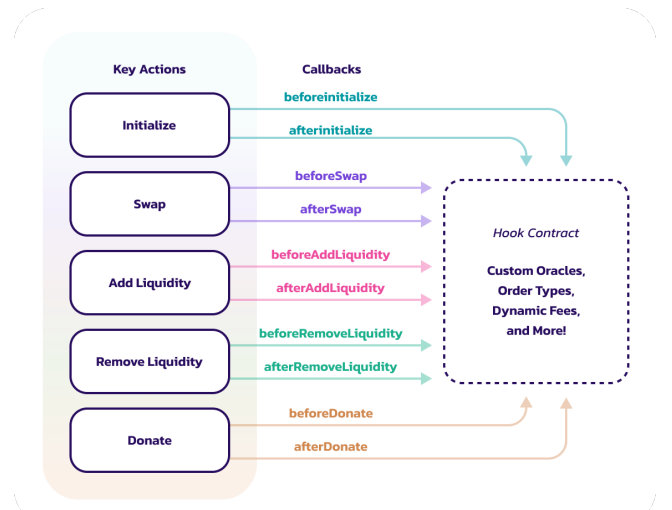 Key Actions
Callbacks
Initialize
beforeinitialize
afterinitialize
Swap
beforeSwap
afterSwap
Add Liquidity
beforeAddLiquidity
afterAddLiquidity
Remove Liquidity
beforeRemoveLiquidity
afterRemoveLiquidity
Donate
beforeDonate
afterDonate
Hook Contract
Custom Oracles,
Order Types,
Dynamic Fees,
and More!